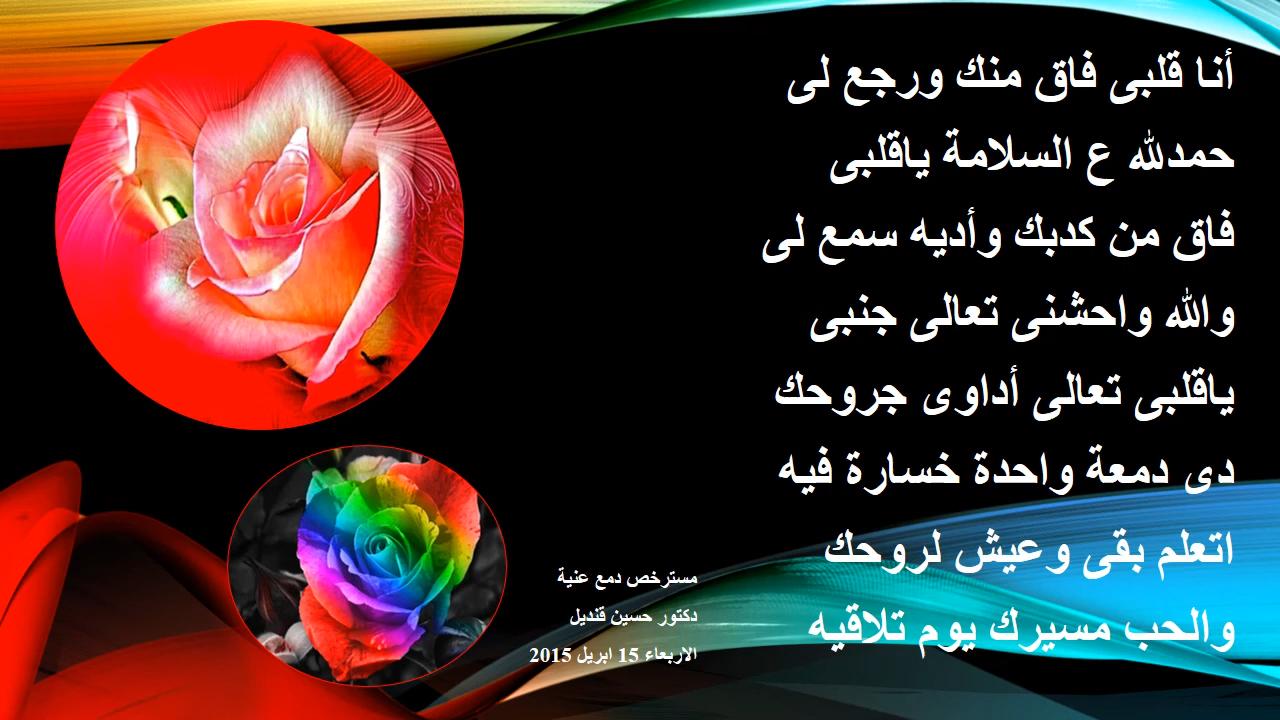 أنا قلبى فاق منك ورجع لى
حمدلله ع السلامة ياقلبى
فاق من كدبك وأديه سمع لى
والله واحشنى تعالى جنبى
ياقلبى تعالى أداوى جروحك
دى دمعة واحدة خسارة فيه
اتعلم بقى وعيش لروحك
والحب مسيرك يوم تلاقيه
مسترخص دمع عنية
دكتور حسين قنديل
الاربعاء 15 ابريل 2015